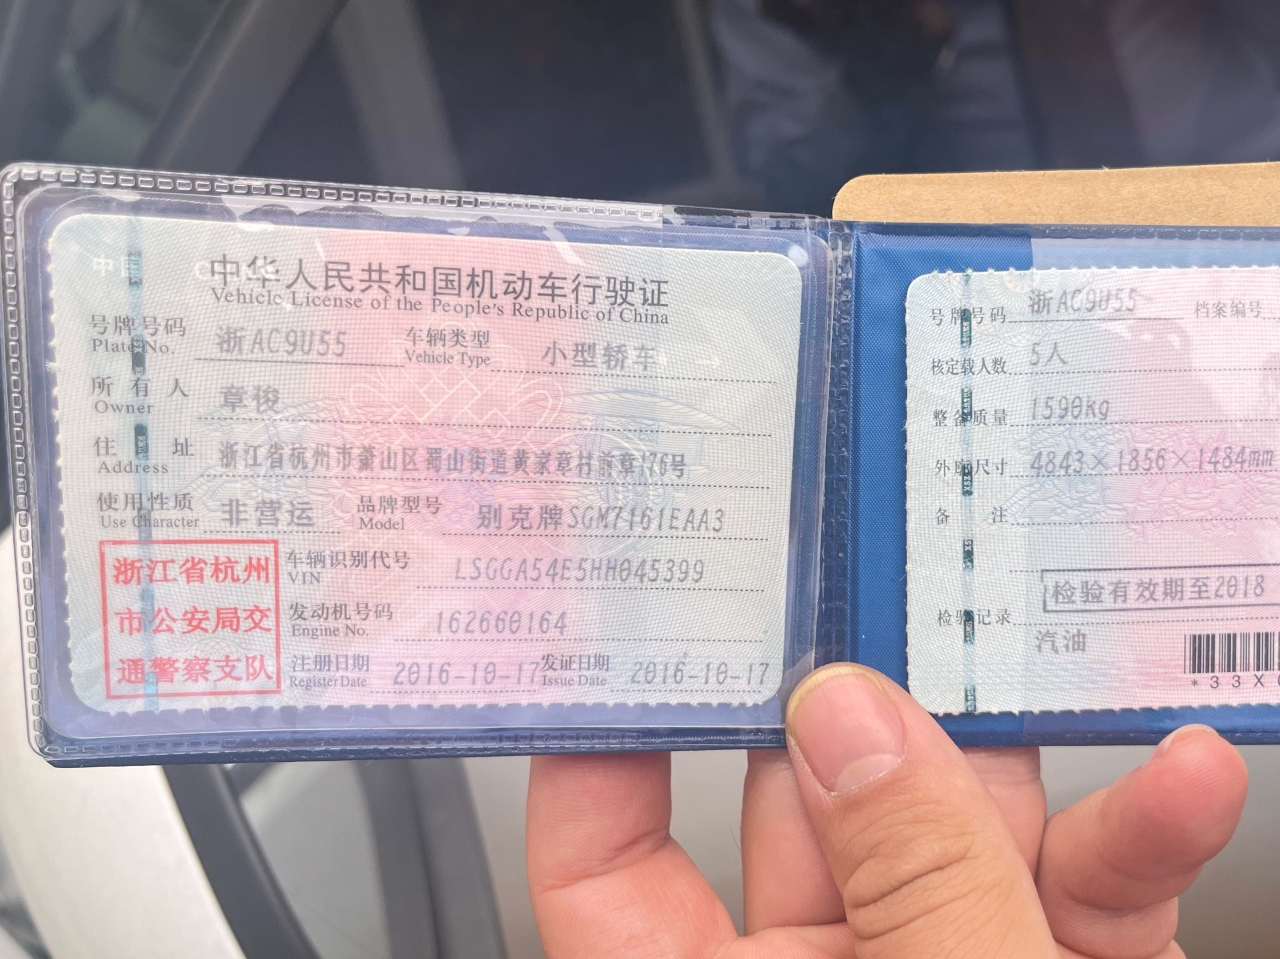 中华人民共和国机动车行驶证
Vehicle License of the People's Republic of China
号牌号码 浙AC9U55 车辆类型 小型轿车
Plate No. Vehicle Type
所有人 章俊
Owner
住址 浙江省杭州市萧山区蜀山街道黄家章村前章176号
Address
使用性质 非营运 品牌型号 别克牌SGM7161EAA3
Use Character Model
浙江省杭州
市公安局交
通警察支队
车辆识别代号 LSGGA54E5HH045399
VIN
发动机号码 162660164
Engine No.
注册日期 2016-10-17 发证日期 2016-10-17
Register Date Issue Date
号牌号码 浙AC9U55 档案编号
核定载人数 5人
整备质量 1590kg
外廓尺寸 4843×1856×1484mm
备注
检验有效期至2018
检验记录
汽油
*33X